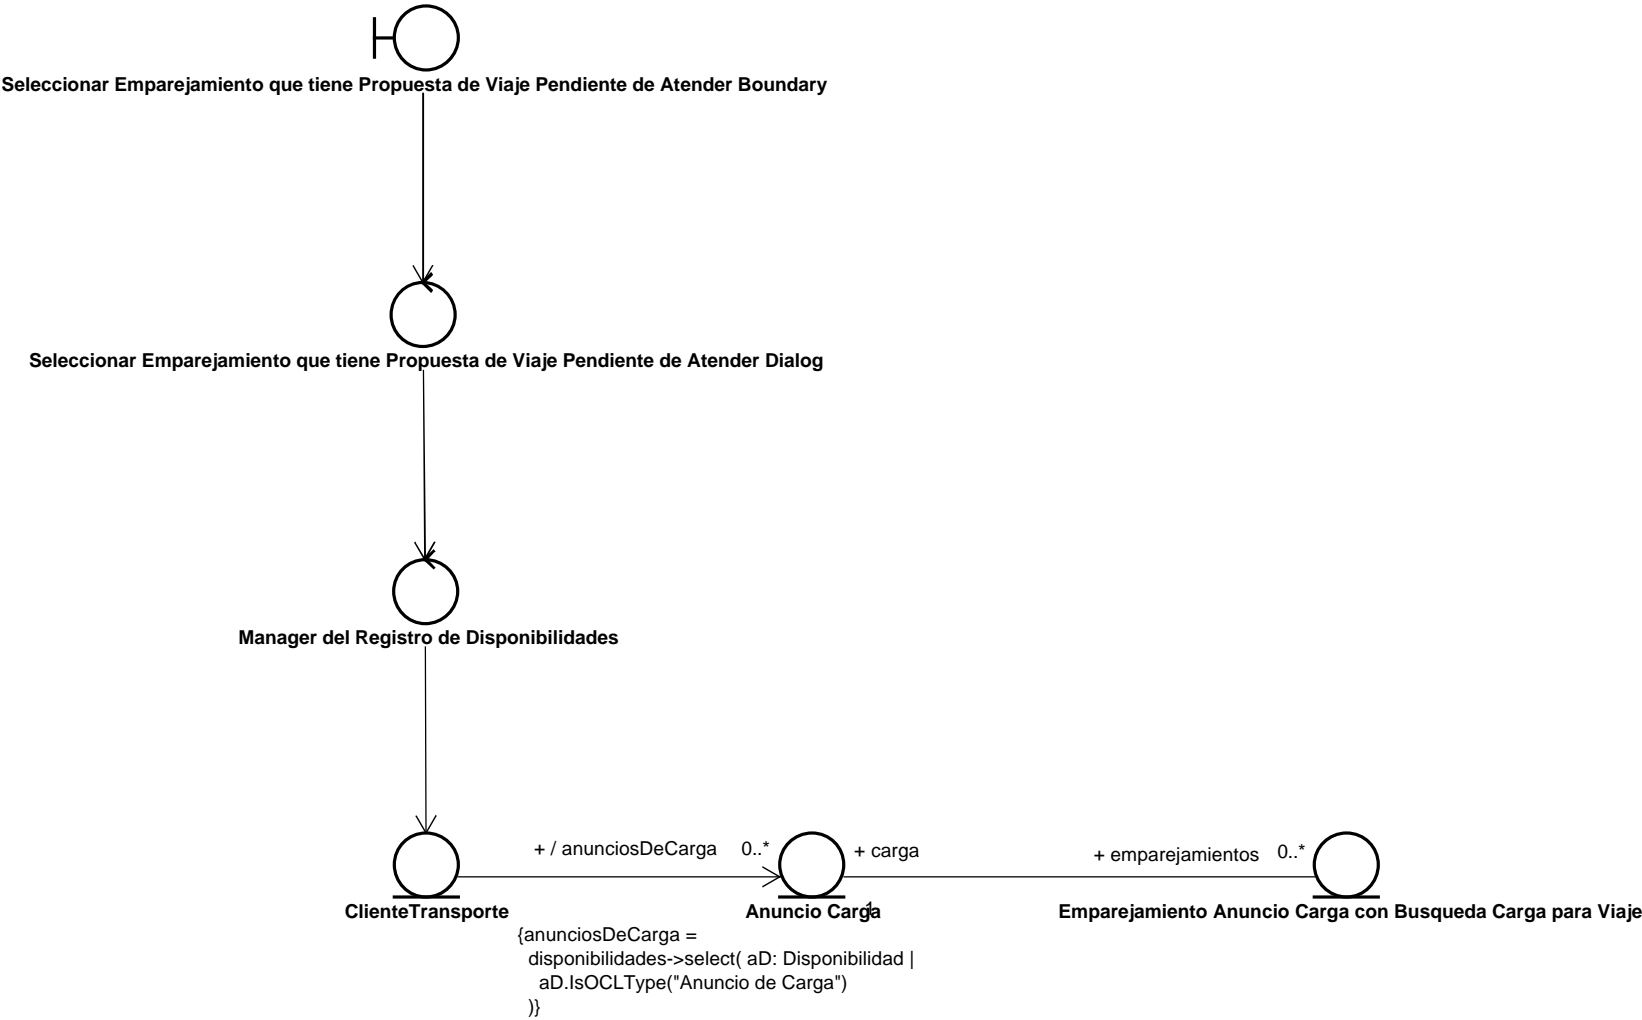 Seleccionar Emparejamiento que tiene Propuesta de Viaje Pendiente de Atender Boundary
Seleccionar Emparejamiento que tiene Propuesta de Viaje Pendiente de Atender Dialog
Manager del Registro de Disponibilidades
+ / anunciosDeCarga 0..*
+ carga
+ emparejamientos 0..*
ClienteTransporte
Anuncio Carga
1
Emparejamiento Anuncio Carga con Busqueda Carga para Viaje
{anunciosDeCarga =
disponibilidades->select( aD: Disponibilidad |
aD.IsOCLType("Anuncio de Carga")
)}